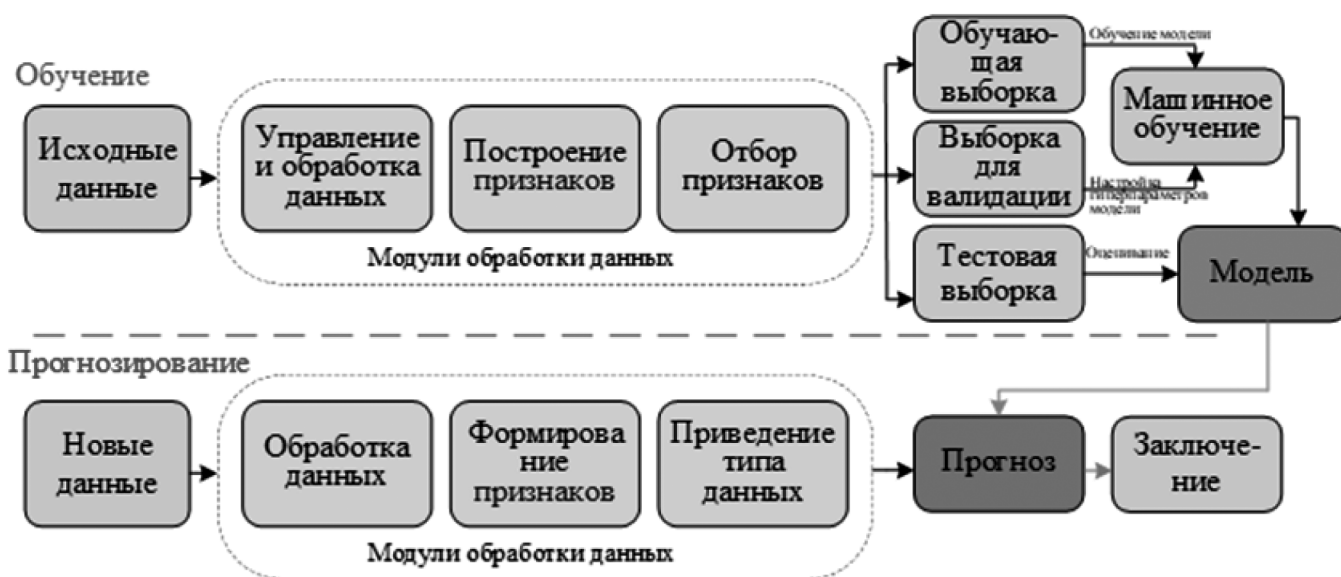 Обучение
Исходные
данные
Управление
и обработка
данных
Построение
признаков
Отбор
признаков
Модули обработки данных
Обучаю-
щая
выборка
Выборка
для
валидации
Тестовая
выборка
Обучение модели
Настройка
гиперпараметров
модели
Оценивание
Машинное
обучение
Модель
Прогнозирование
Новые
данные
Обработка
данных
Формирова
ние
признаков
Приведение
типа
данных
Модули обработки данных
Прогноз
Заключе-
ние